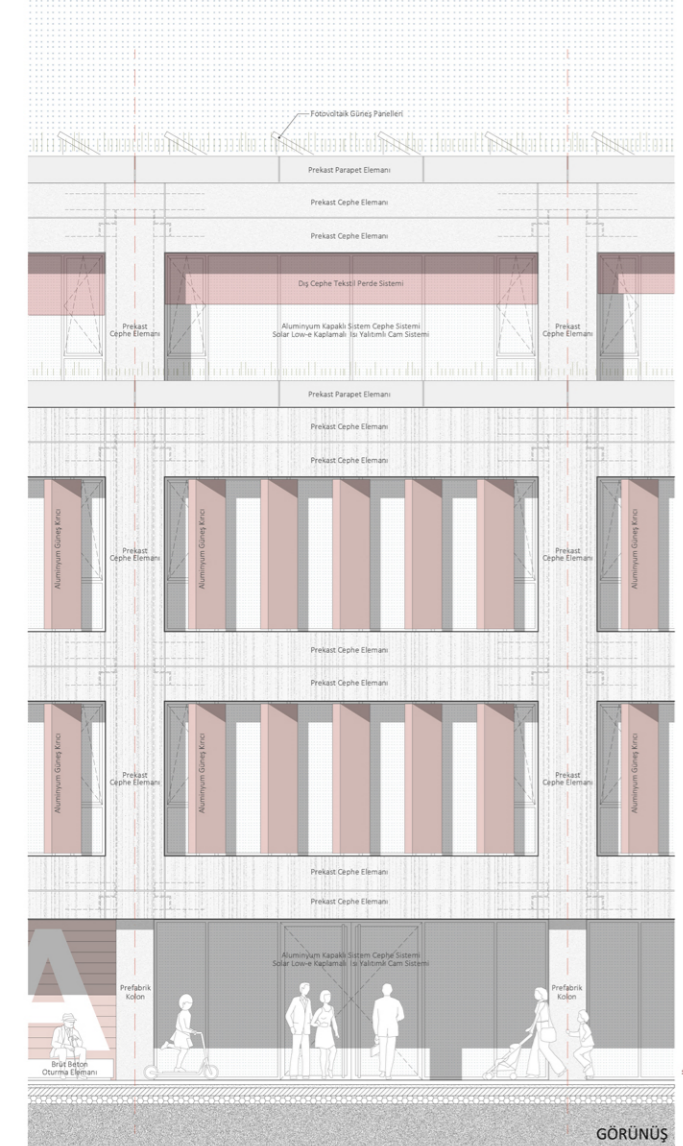 Fotovoltaik Güneş Panelleri
Prekast Parapet Elemanı
Prekast Cephe Elemanı
Prekast Cephe Elemanı
Dış Cephe Tekstil Perde Sistemi
Prekast
Cephe Elemanı
Aluminyum Kapaklı Sistem Cephe Sistemi
Solar Low-e Kaplamalı Isı Yalıtımlı Cam Sistemi
Prekast
Cephe Elemanı
Prekast Parapet Elemanı
Prekast Cephe Elemanı
Prekast Cephe Elemanı
Aluminyum Güneş Kırıcı
Prekast
Cephe Elemanı
Aluminyum Güneş Kırıcı
Prekast
Cephe Elemanı
Aluminyum Güneş Kırıcı
Prekast Cephe Elemanı
Prekast Cephe Elemanı
Aluminyum Güneş Kırıcı
Prekast
Cephe Elemanı
Aluminyum Güneş Kırıcı
Prekast
Cephe Elemanı
Aluminyum Güneş Kırıcı
Prekast Cephe Elemanı
Prekast Cephe Elemanı
Aluminyum Kapaklı Sistem Cephe Sistemi
Solar Low-e Kaplamalı Isı Yalıtımlı Cam Sistemi
A
Prefabrik
Kolon
Prefabrik
Kolon
Brüt Beton
Oturma Elemanı
GÖRÜNÜŞ